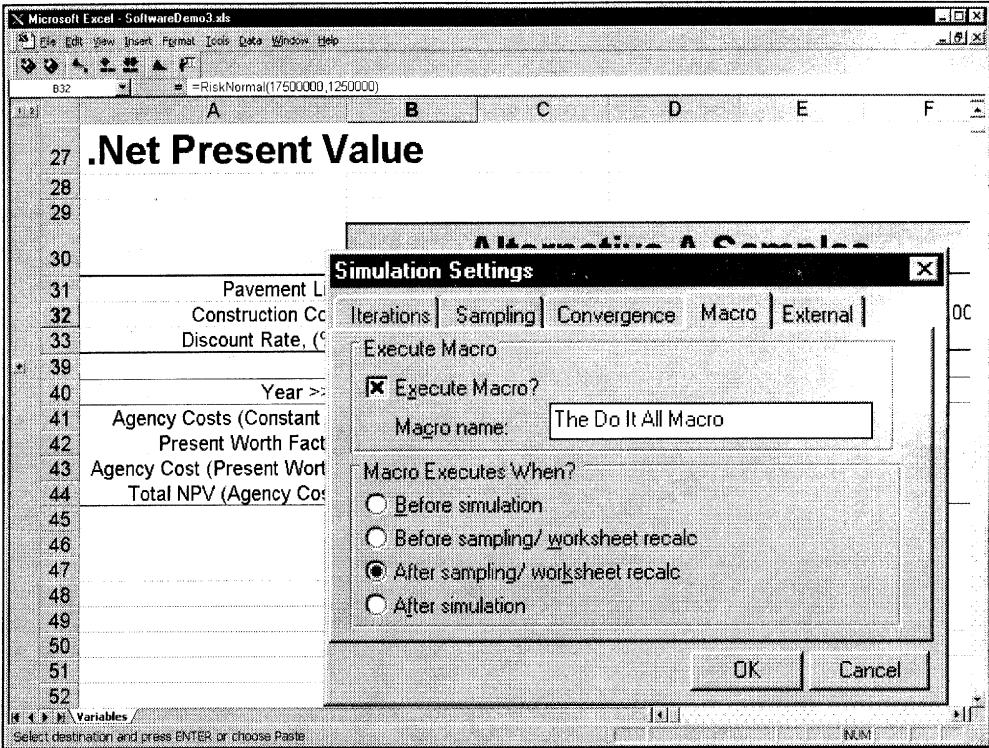 Microsoft Excel - SoftwareDemo3.xls
File Edit View Insert Format Tools Data Window Help
B32 = =RiskNormal(17500000,1250000)
1 2 A B C D E F
27 .Net Present Value
28
29
30 Alternative A Samples
31 Pavement Li
32 Construction Co
33 Discount Rate, (%
39
40 Year >>
41 Agency Costs (Constant
42 Present Worth Fact
43 Agency Cost (Present Wort
44 Total NPV (Agency Cos
45
46
47
48
49
50
51
52
Simulation Settings
Iterations Sampling Convergence Macro External
Execute Macro
Execute Macro?
Macro name: The Do It All Macro
Macro Executes When?
Before simulation
Before sampling/ worksheet recalc
After sampling/ worksheet recalc
After simulation
OK Cancel
Variables
Select destination and press ENTER or choose Paste NUM